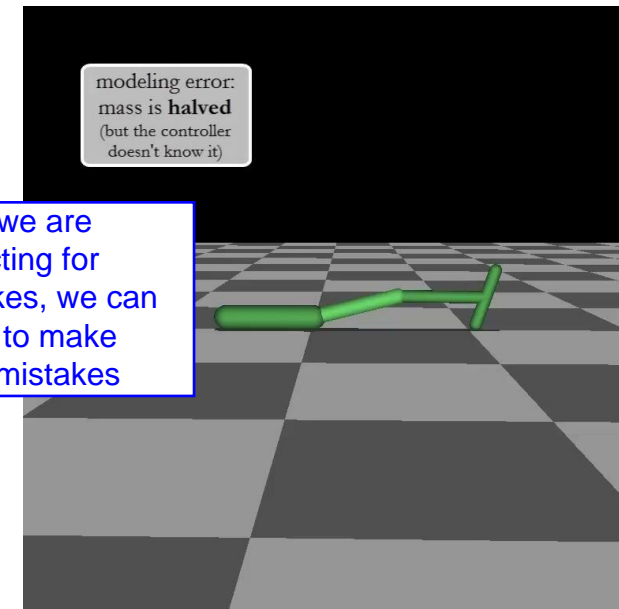 modeling error:
mass is halved
(but the controller
doesn't know it)
we are
for
we can
to make
mistakes